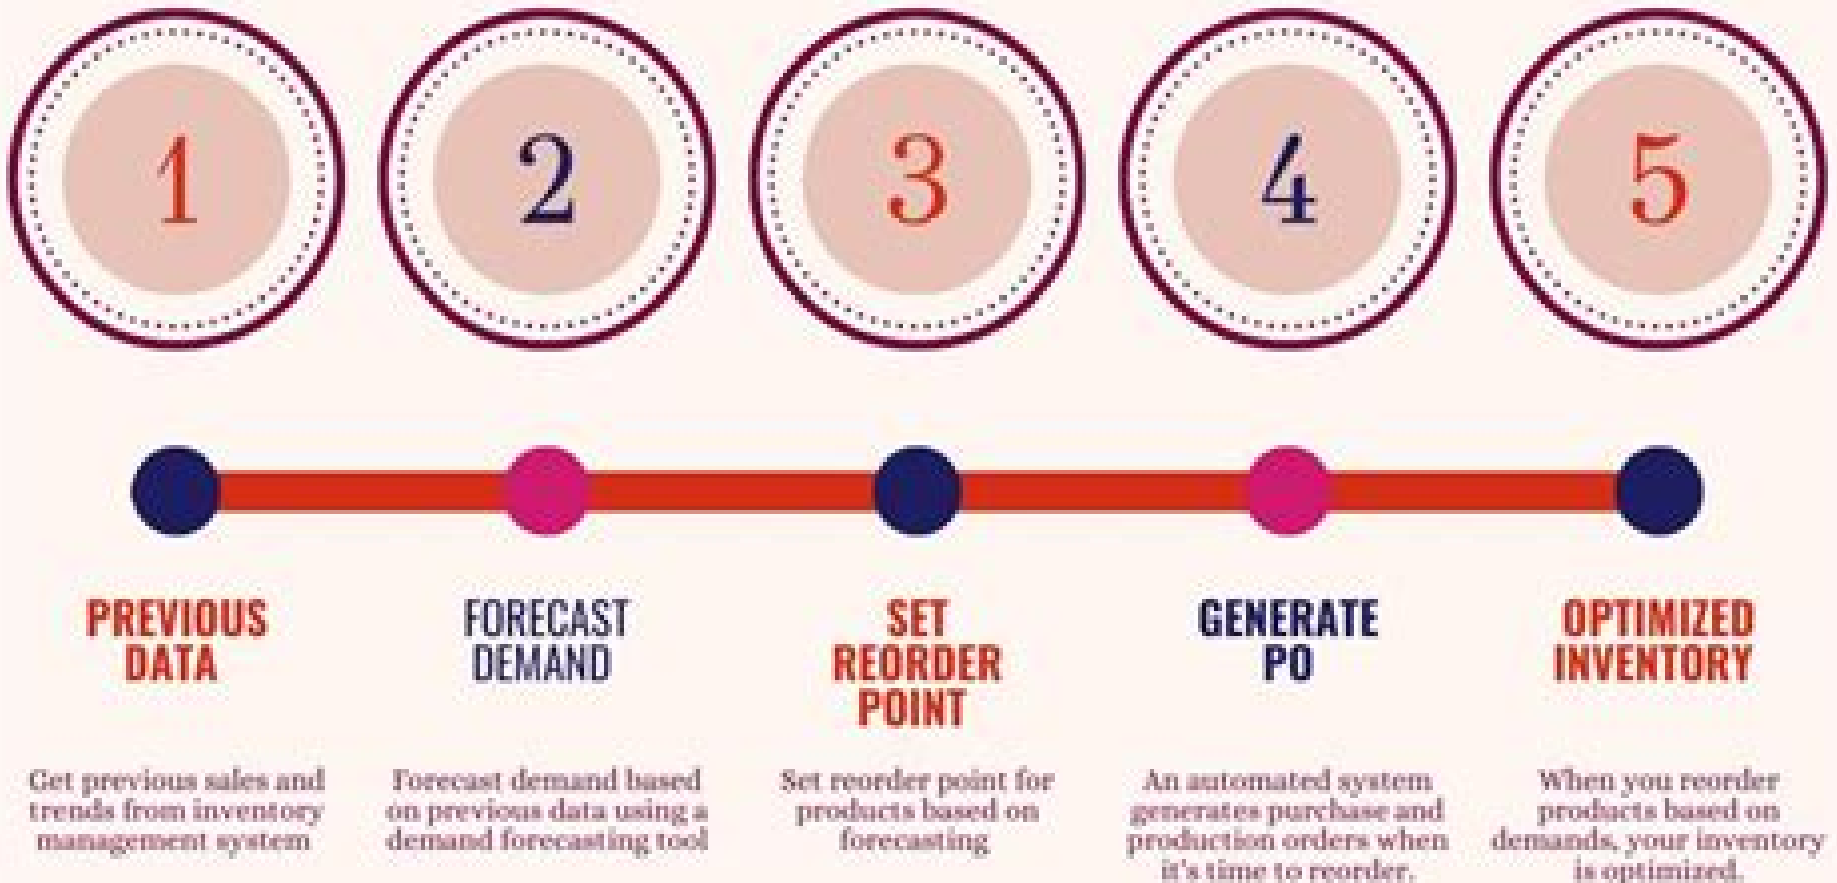 1
2
3
4
5
PREVIOUS
DATA
Get previous sales and
trends from inventory
management system
FORECAST
DEMAND
Forecast demand based
on previous data using a
demand forecasting tool
SET
REORDER
POINT
Set reorder point for
products based on
forecasting
GENERATE
PO
An automated system
generates purchase and
production orders when
it's time to reorder.
OPTIMIZED
INVENTORY
When you reorder
products based on
demands, your inventory
is optimized.